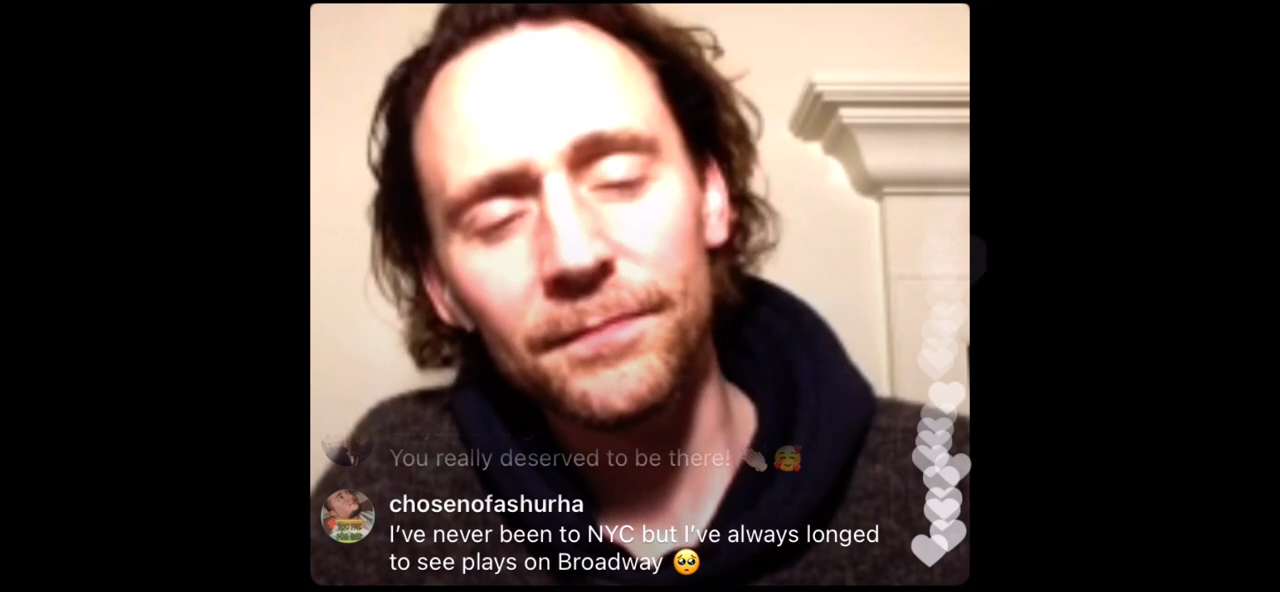 You really deserved to be there! 👏🏻 🥰
chosenofashurha
I’ve never been to NYC but I’ve always longed
to see plays on Broadway 🥺